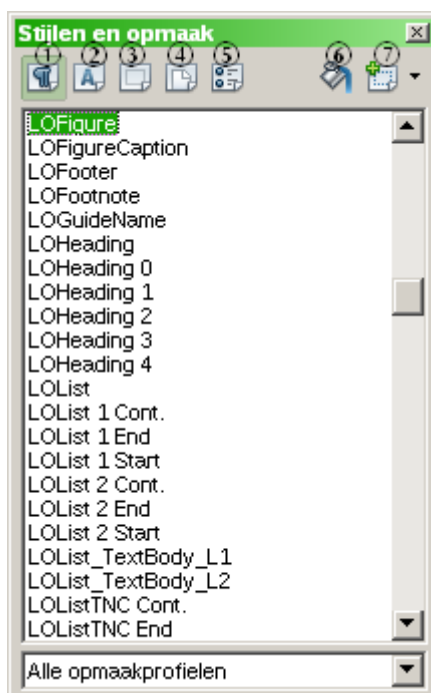 Stijlen en opmaak
1 2 3 4 5 6 7
LOFigure
LOFigureCaption
LOFooter
LOFootnote
LOGuideName
LOHeading
LOHeading 0
LOHeading 1
LOHeading 2
LOHeading 3
LOHeading 4
LOList
LOList 1 Cont.
LOList 1 End
LOList 1 Start
LOList 2 Cont.
LOList 2 End
LOList 2 Start
LOList_TextBody_L1
LOList_TextBody_L2
LOListTNC Cont.
LOListTNC End
Alle opmaakprofielen